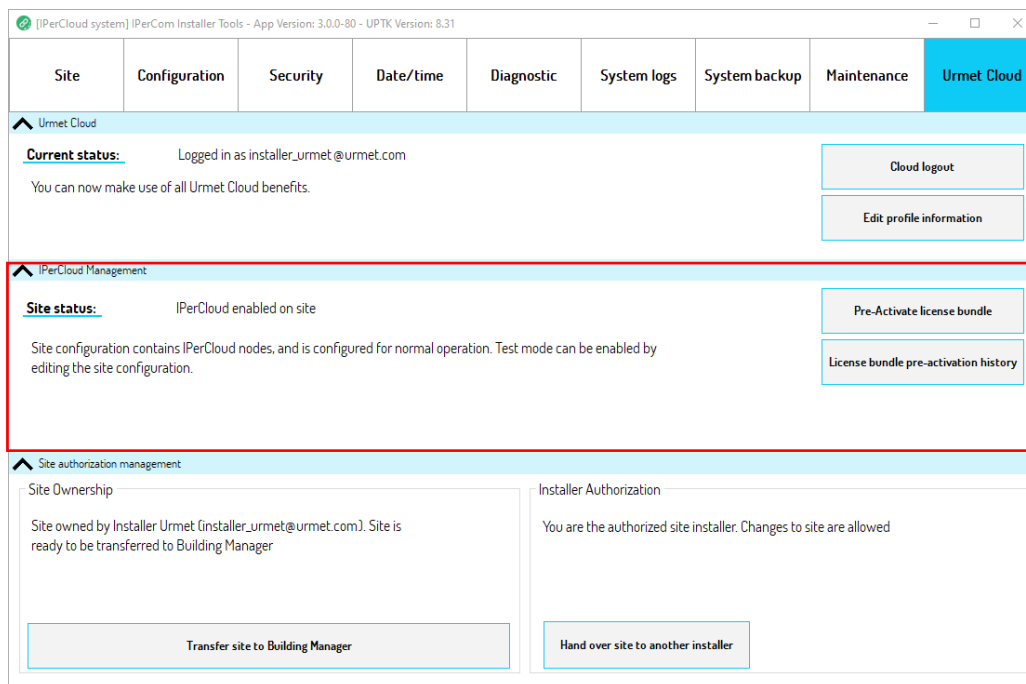 [IPerCloud system] IPerCom Installer Tools - App Version: 3.0.0-80 - UPTK Version: 8.31
Site
Configuration
Security
Date/time
Diagnostic
System logs
System backup
Maintenance
Urmet Cloud
Urmet Cloud
Current status: Logged in as installer_urmet@urmet.com
You can now make use of all Urmet Cloud benefits.
Cloud logout
Edit profile information
IPerCloud Management
Site status: IPerCloud enabled on site
Site configuration contains IPerCloud nodes, and is configured for normal operation. Test mode can be enabled by
editing the site configuration.
Pre-Activate license bundle
License bundle pre-activation history
Site authorization management
Site Ownership
Site owned by Installer Urmet (installer_urmet@urmet.com). Site is
ready to be transferred to Building Manager
Transfer site to Building Manager
Installer Authorization
You are the authorized site installer. Changes to site are allowed
Hand over site to another installer